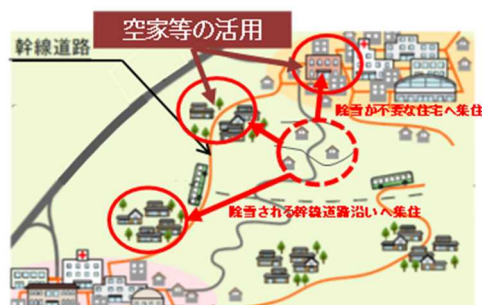 空家等の活用
幹線道路
除雪が不要な住宅へ集住
除雪される幹線道路沿いへ集住